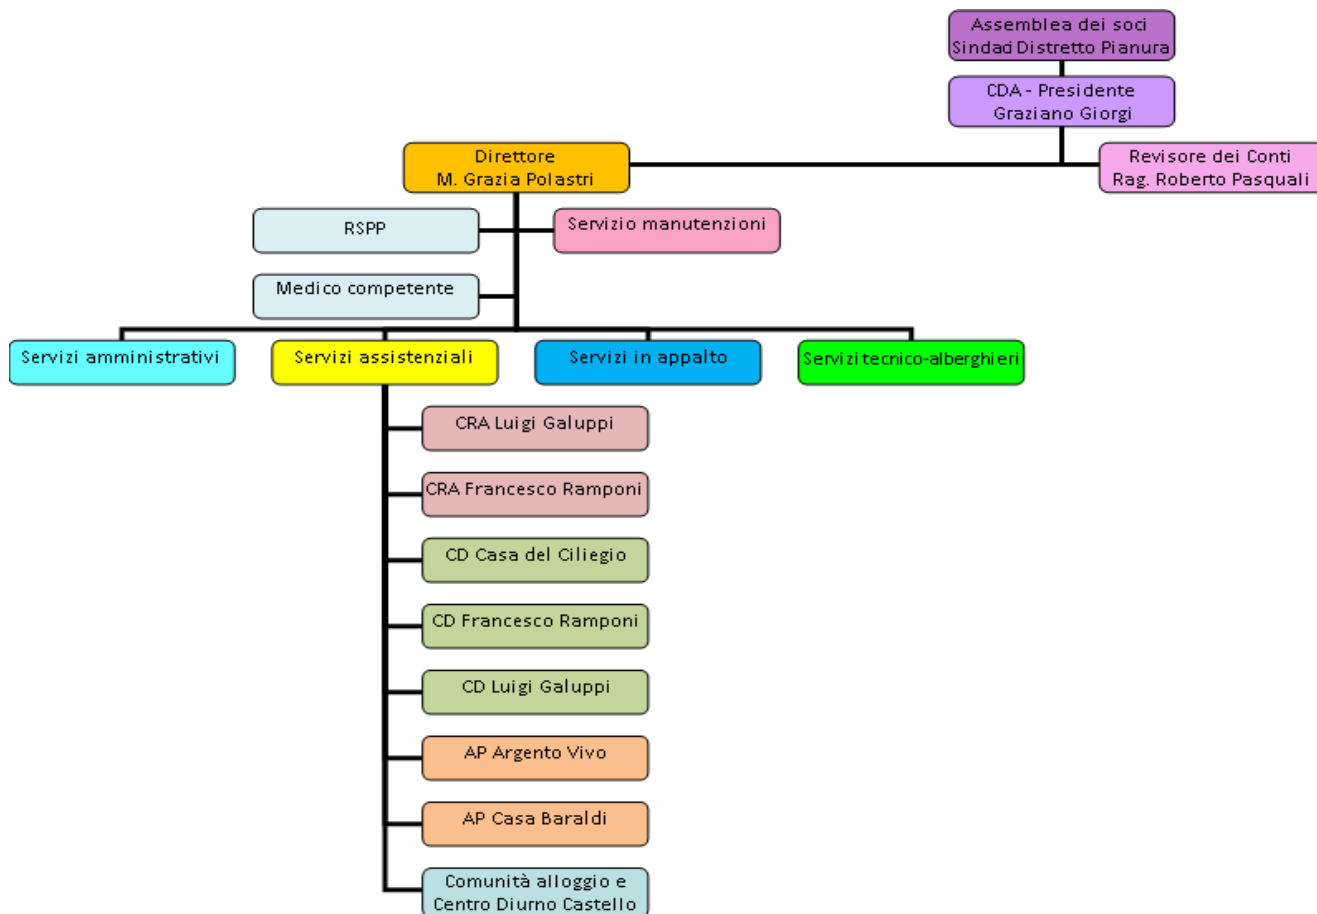 Assemblea dei soci
Sindaci Distretto Pianura
CDA - Presidente
Graziano Giorgi
Direttore
M. Grazia Polastri
Revisore dei Conti
Rag. Roberto Pasquali
RSPP
Servizio manutenzioni
Medico competente
Servizi amministrativi
Servizi assistenziali
Servizi in appalto
Servizi tecnico-alberghieri
CRA Luigi Galuppi
CRA Francesco Ramponi
CD Casa del Ciliegio
CD Francesco Ramponi
CD Luigi Galuppi
AP Argento Vivo
AP Casa Baraldi
Comunità alloggio e
Centro Diurno Castello